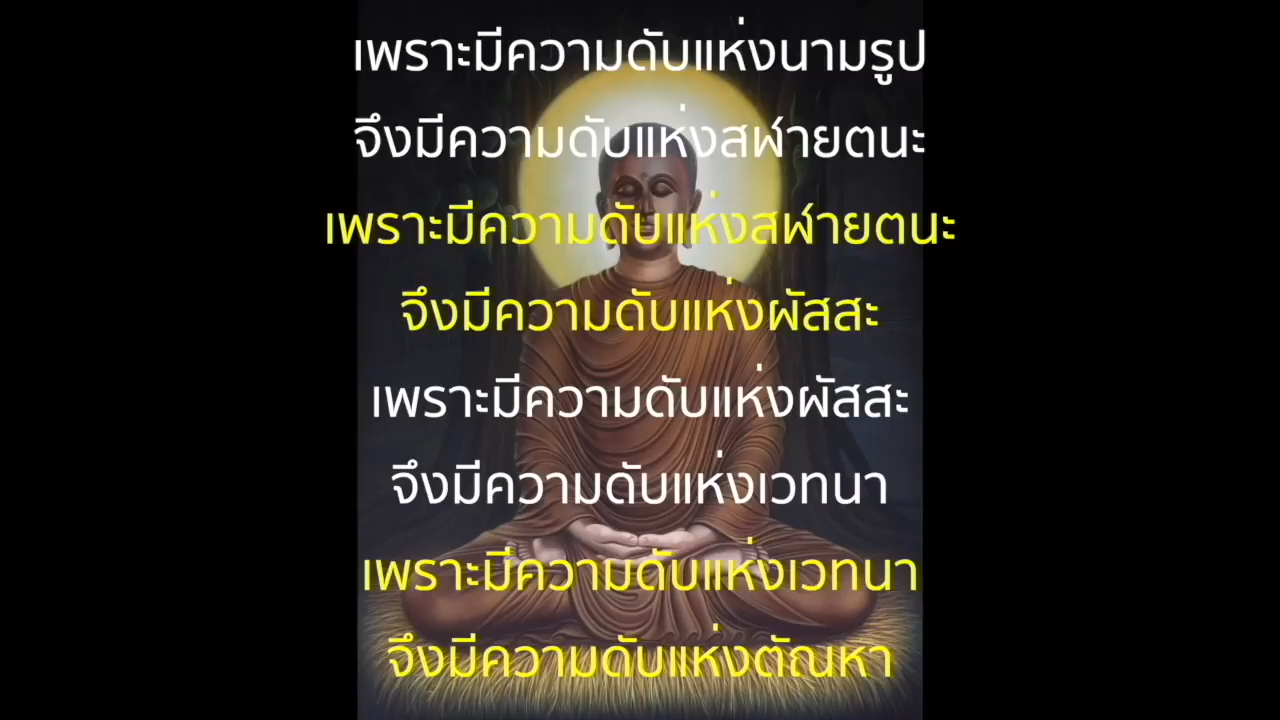 เพราะมีความดับแห่งนามรูป
จึงมีความดับแห่งสฬายตนะ
เพราะมีความดับแห่งสฬายตนะ
จึงมีความดับแห่งผัสสะ
เพราะมีความดับแห่งผัสสะ
จึงมีความดับแห่งเวทนา
เพราะมีความดับแห่งเวทนา
จึงมีความดับแห่งตัณหา